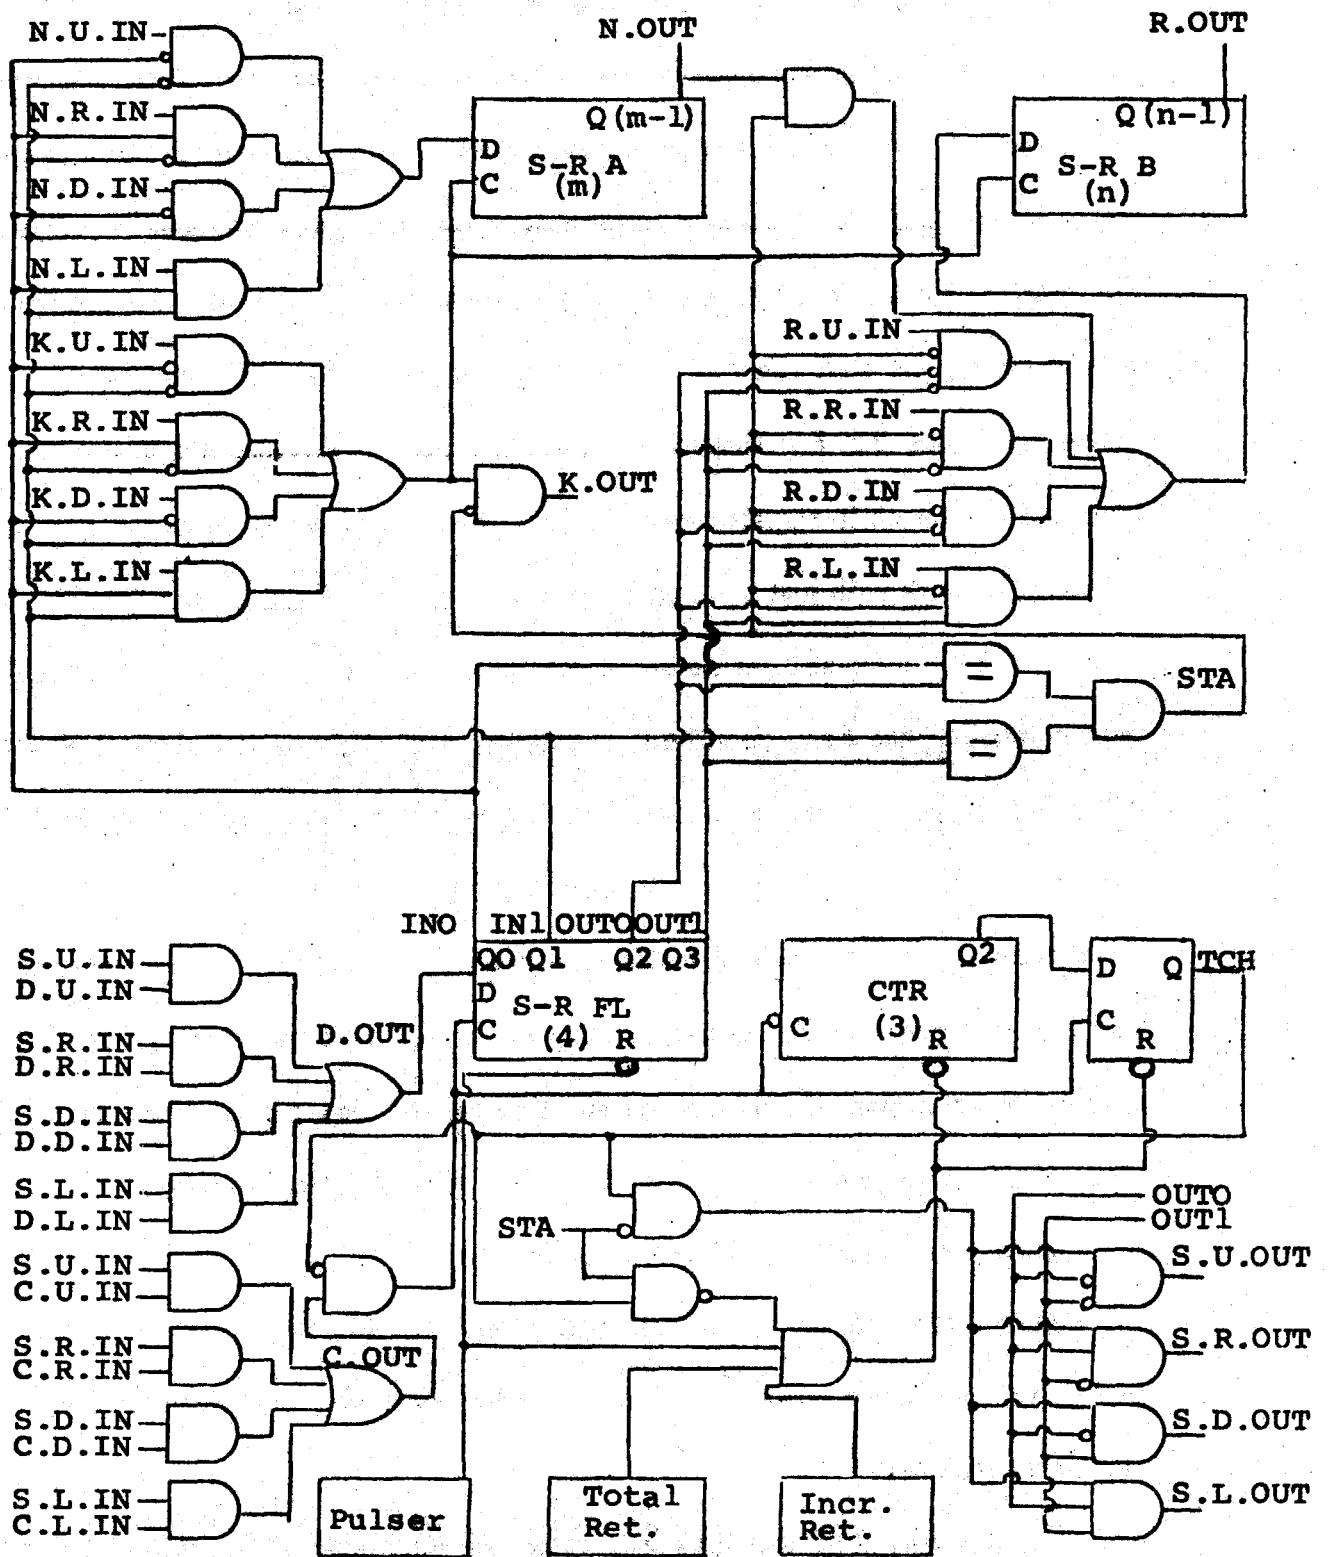 N.U.IN
N.R.IN
N.D.IN
N.L.IN
K.U.IN
K.R.IN
K.D.IN
K.L.IN
N.OUT
Q(m-1)
D
S-R A
C
(m)
R.OUT
Q(n-1)
D
S-R B
C
(n)
K.OUT
R.U.IN
R.R.IN
R.D.IN
R.L.IN
=
=
STA
IN0 IN1 OUT0 OUT1
Q0 Q1 Q2 Q3
D
S-R FL
C
(4)
R
Q2
CTR
C
(3)
R
D Q
C
R
TCH
S.U.IN
D.U.IN
S.R.IN
D.R.IN
S.D.IN
D.D.IN
S.L.IN
D.L.IN
D.OUT
S.U.IN
C.U.IN
S.R.IN
C.R.IN
S.D.IN
C.D.IN
S.L.IN
C.L.IN
C.OUT
STA
OUT0
OUT1
S.U.OUT
S.R.OUT
S.D.OUT
S.L.OUT
Pulser
Total
Ret.
Incr.
Ret.